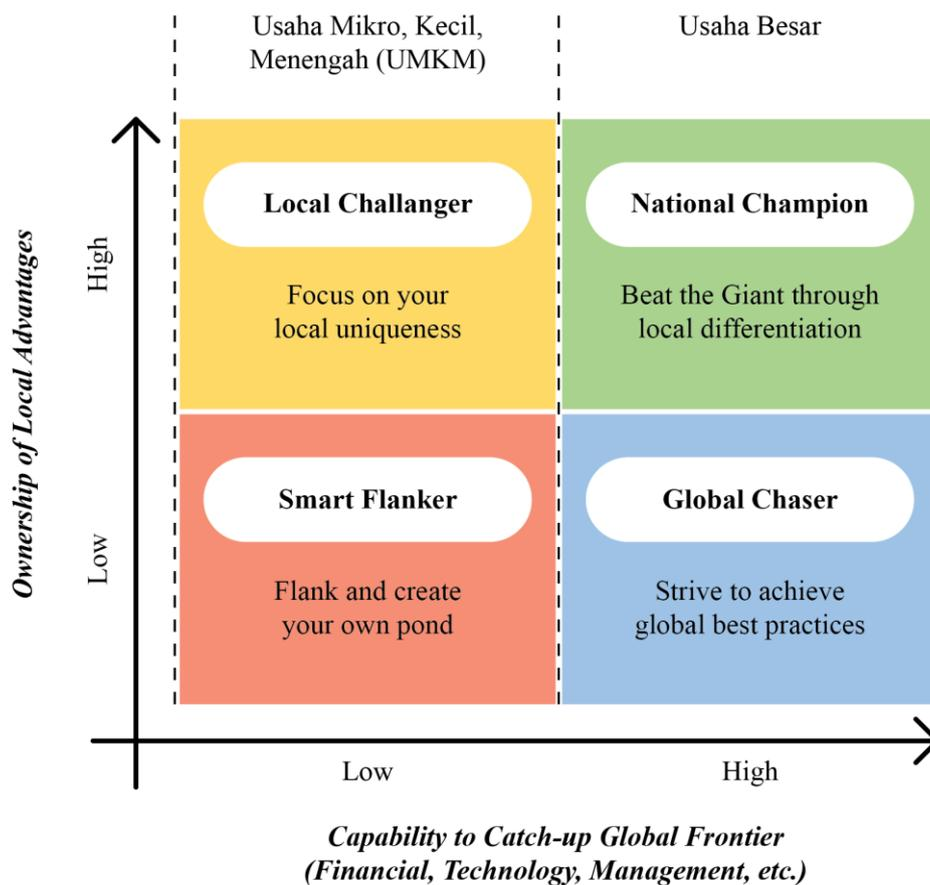 Usaha Mikro, Kecil,
Menengah (UMKM)
Usaha Besar
Ownership of Local Advantages
High
Low
Local Challanger
Focus on your
local uniqueness
National Champion
Beat the Giant through
local differentiation
Smart Flanker
Flank and create
your own pond
Global Chaser
Strive to achieve
global best practices
Low
High
Capability to Catch-up Global Frontier
(Financial, Technology, Management, etc.)